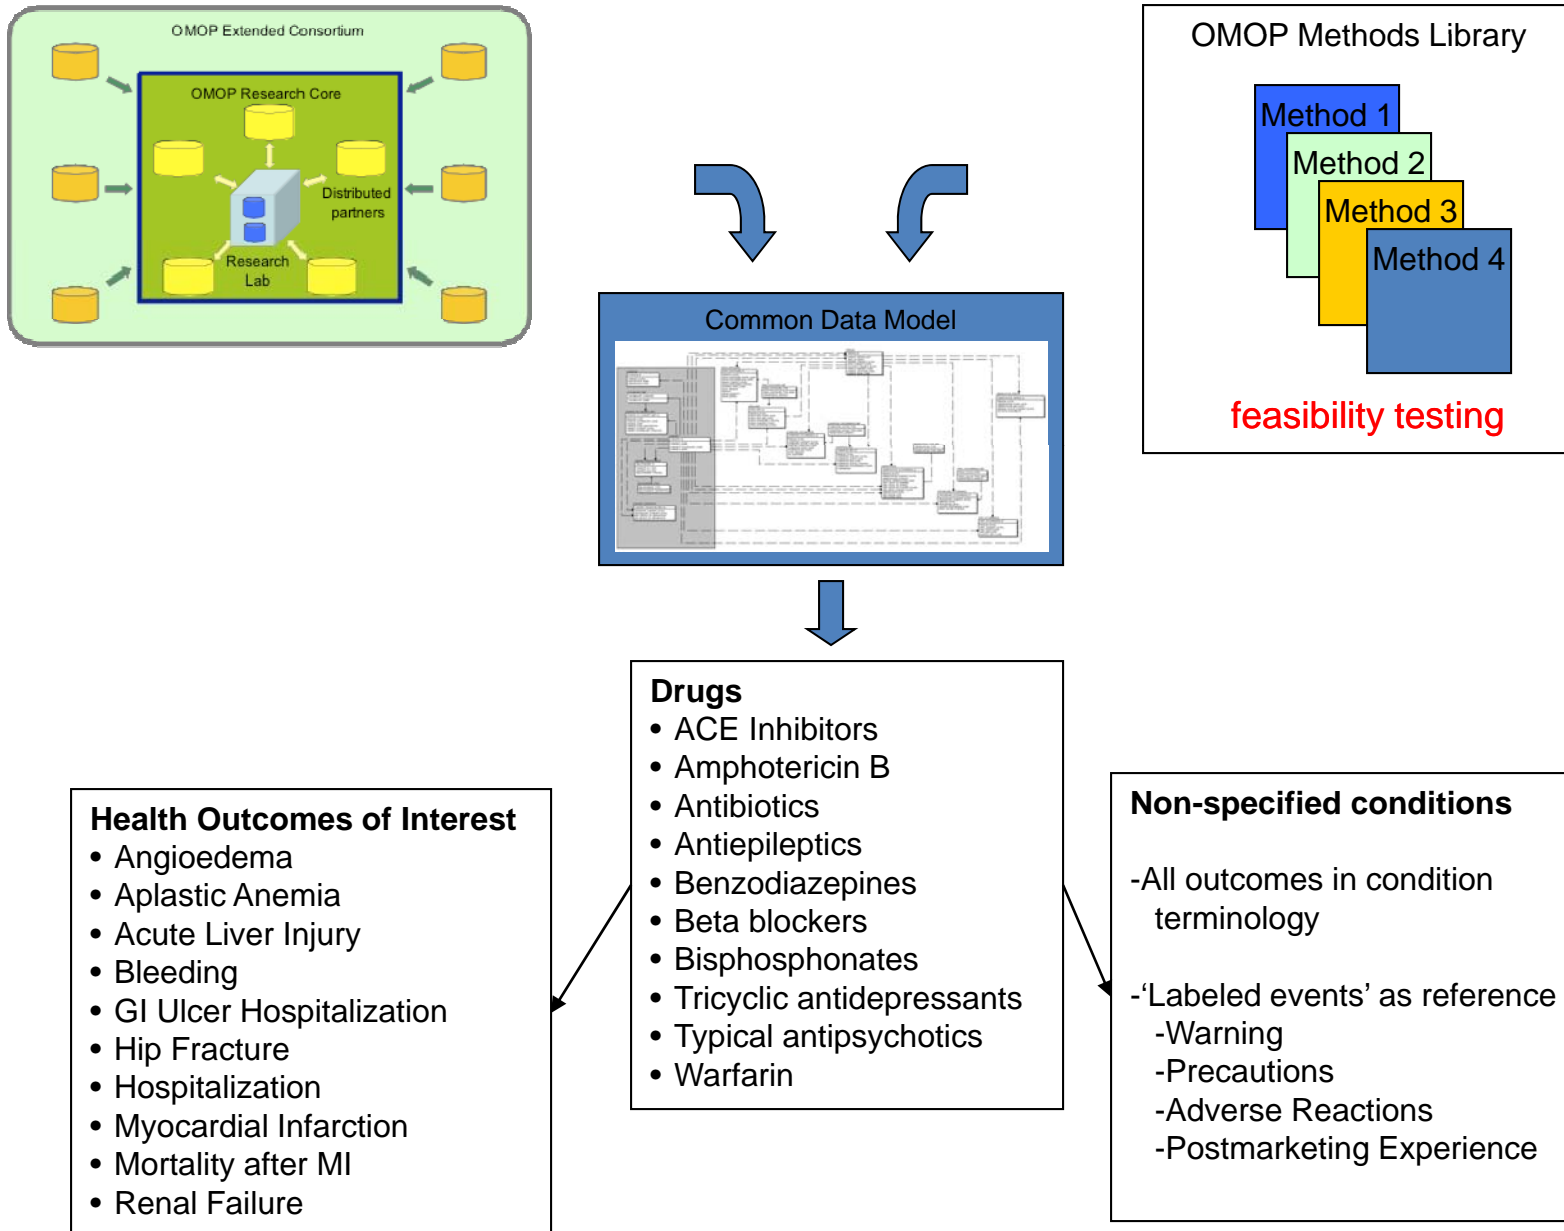 OMOP Extended Consortium
OMOP Research Core
Distributed
partners
Research
Lab
OMOP Methods Library
Method 1
Method 2
Method 3
Method 4
feasibility testing
Common Data Model
Drugs
• ACE Inhibitors
• Amphotericin B
• Antibiotics
• Antiepileptics
• Benzodiazepines
• Beta blockers
• Bisphosphonates
• Tricyclic antidepressants
• Typical antipsychotics
• Warfarin
Health Outcomes of Interest
• Angioedema
• Aplastic Anemia
• Acute Liver Injury
• Bleeding
• GI Ulcer Hospitalization
• Hip Fracture
• Hospitalization
• Myocardial Infarction
• Mortality after MI
• Renal Failure
Non-specified conditions
-All outcomes in condition
terminology
-‘Labeled events’ as reference
-Warning
-Precautions
-Adverse Reactions
-Postmarketing Experience